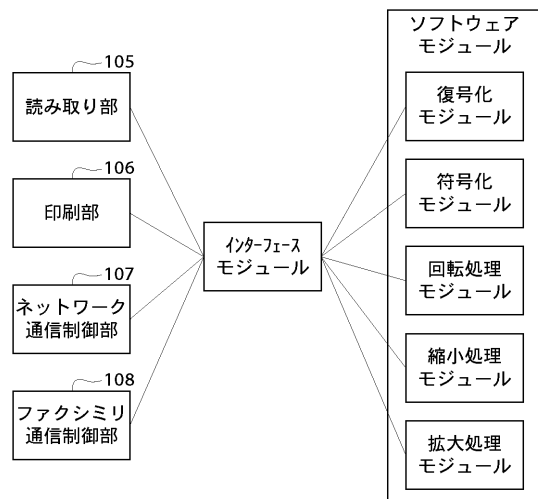 105
読み取り部
106
印刷部
107
ネットワーク
通信制御部
108
ファクシミリ
通信制御部
インターフェース
モジュール
ソフトウェア
モジュール
復号化
モジュール
符号化
モジュール
回転処理
モジュール
縮小処理
モジュール
拡大処理
モジュール